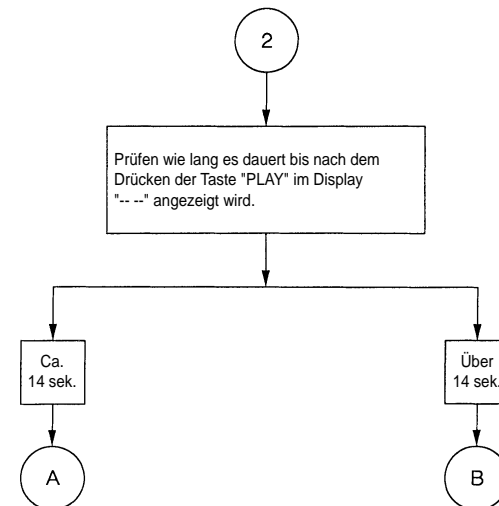 2
Prüfen wie lang es dauert bis nach dem
Drücken der Taste "PLAY" im Display
"-- --" angezeigt wird.
Ca.
14 sek.
Über
14 sek.
A
B